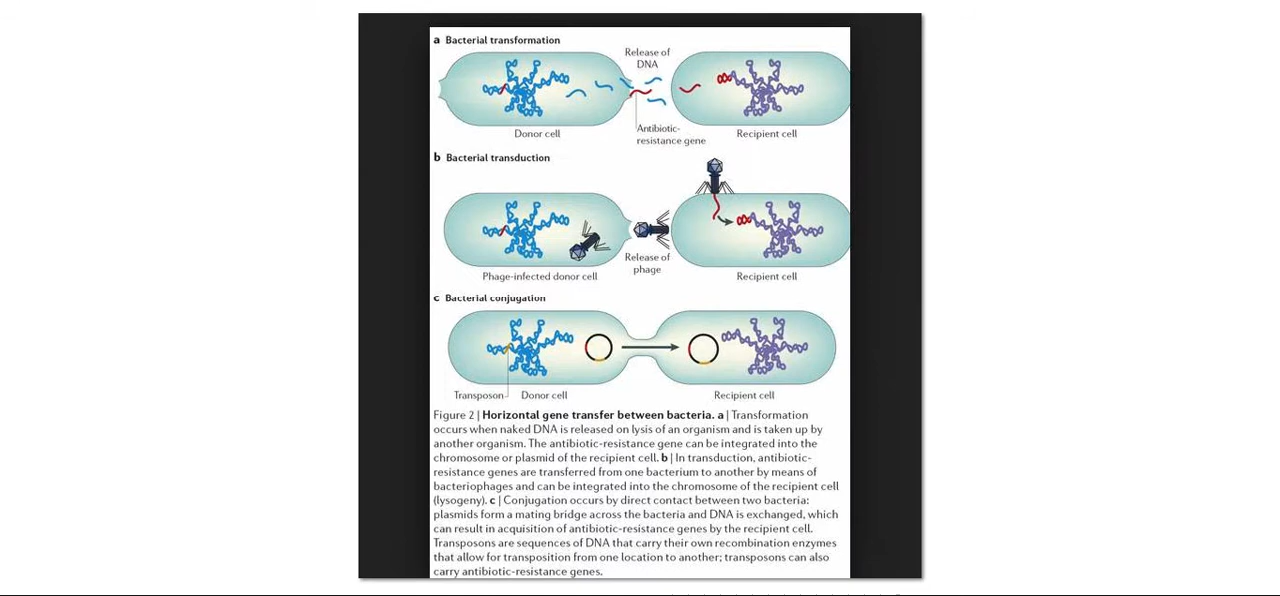 a Bacterial transformation
Release of
DNA
Antibiotic-
resistance gene
Donor cell
Recipient cell
b Bacterial transduction
Release of
phage
Phage-infected donor cell
Recipient cell
c Bacterial conjugation
Transposon
Donor cell
Recipient cell
Figure 2 | Horizontal gene transfer between bacteria. a | Transformation
occurs when naked DNA is released on lysis of an organism and is taken up by
another organism. The antibiotic-resistance gene can be integrated into the
chromosome or plasmid of the recipient cell. b | In transduction, antibiotic-
resistance genes are transferred from one bacterium to another by means of
bacteriophages and can be integrated into the chromosome of the recipient cell
(lysogeny). c | Conjugation occurs by direct contact between two bacteria:
plasmids form a mating bridge across the bacteria and DNA is exchanged, which
can result in acquisition of antibiotic-resistance genes by the recipient cell.
Transposons are sequences of DNA that carry their own recombination enzymes
that allow for transposition from one location to another; transposons can also
carry antibiotic-resistance genes.